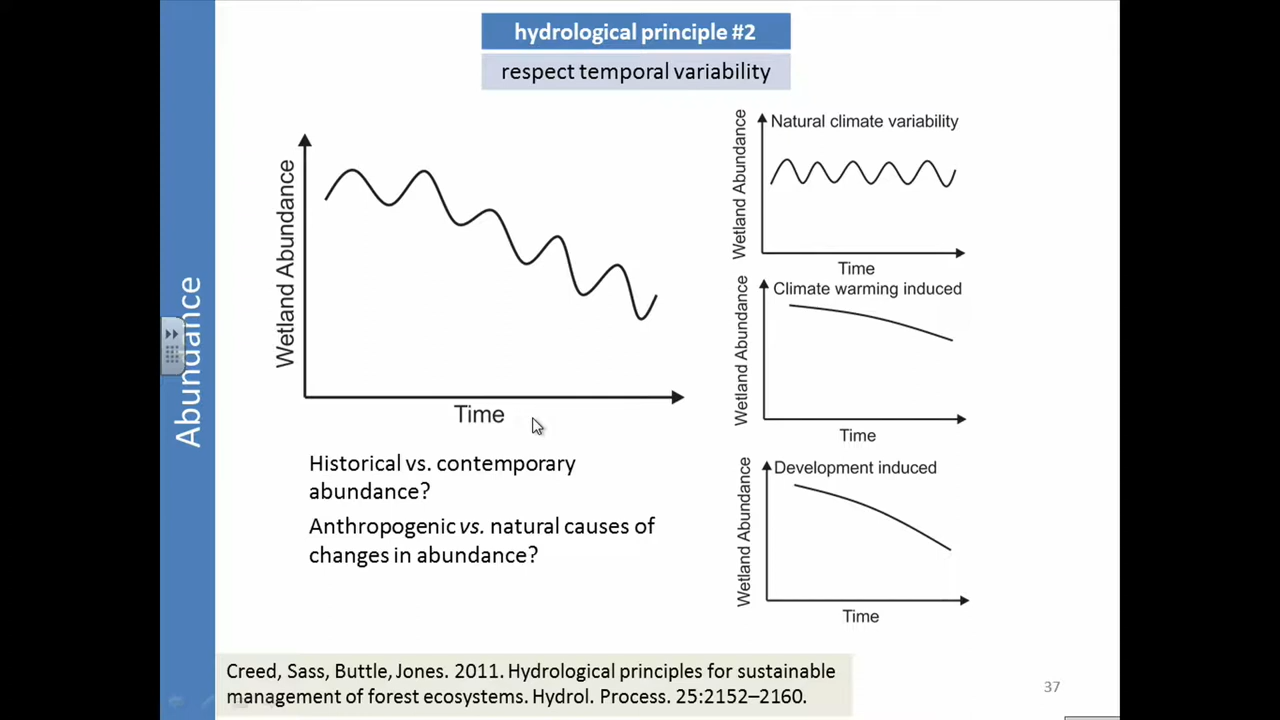 hydrological principle #2
respect temporal variability
Abundance
Wetland Abundance
Time
Historical vs. contemporary
abundance?
Anthropogenic vs. natural causes of
changes in abundance?
Natural climate variability
Wetland Abundance
Time
Climate warming induced
Wetland Abundance
Time
Development induced
Wetland Abundance
Time
Creed, Sass, Buttle, Jones. 2011. Hydrological principles for sustainable
management of forest ecosystems. Hydrol. Process. 25:2152–2160.
37